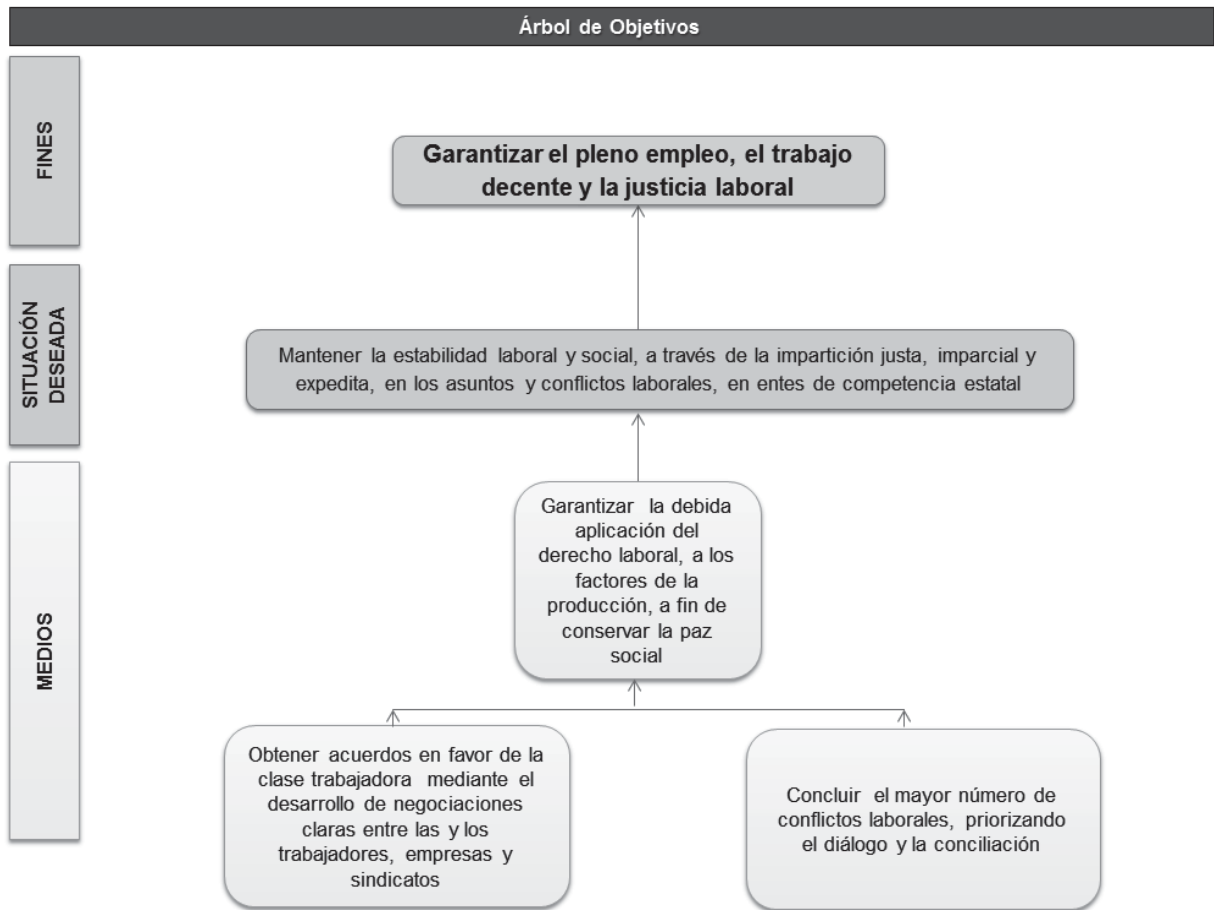 Árbol de Objetivos
FINES
Garantizar el pleno empleo, el trabajo
decente y la justicia laboral
SITUACIÓN
DESEADA
Mantener la estabilidad laboral y social, a través de la impartición justa, imparcial y
expedita, en los asuntos y conflictos laborales, en entes de competencia estatal
MEDIOS
Garantizar la debida
aplicación del
derecho laboral, a los
factores de la
producción, a fin de
conservar la paz
social
Obtener acuerdos en favor de la
clase trabajadora mediante el
desarrollo de negociaciones
claras entre las y los
trabajadores, empresas y
sindicatos
Concluir el mayor número de
conflictos laborales, priorizando
el diálogo y la conciliación